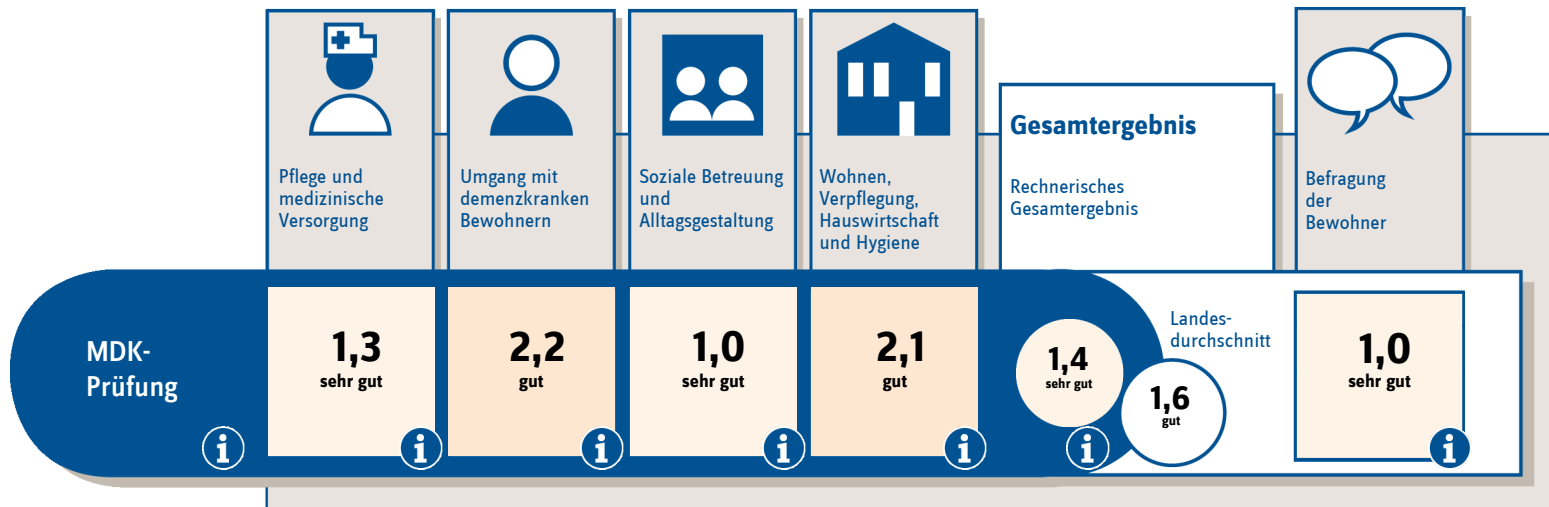 Pflege und
medizinische
Versorgung
Umgang mit
demenzkranken
Bewohnern
Soziale Betreuung
und
Alltagsgestaltung
Wohnen,
Verpflegung,
Hauswirtschaft
und Hygiene
Gesamtergebnis
Rechnerisches
Gesamtergebnis
Befragung
der
Bewohner
MDK-
Prüfung
i
1,3
sehr gut
i
2,2
gut
i
1,0
sehr gut
i
2,1
gut
i
1,4
sehr gut
i
Landes-
durchschnitt
1,6
gut
1,0
sehr gut
i